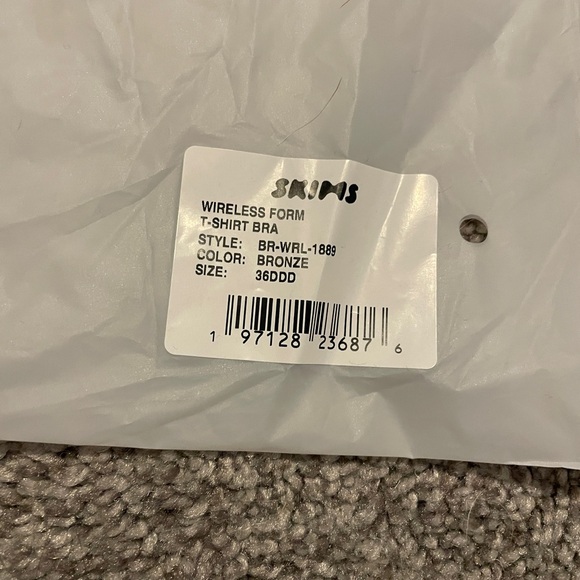 SKIMS
WIRELESS FORM
T-SHIRT BRA
STYLE: BR-WRL-1889
COLOR: BRONZE
SIZE: 36DDD
1 97128 23687 6